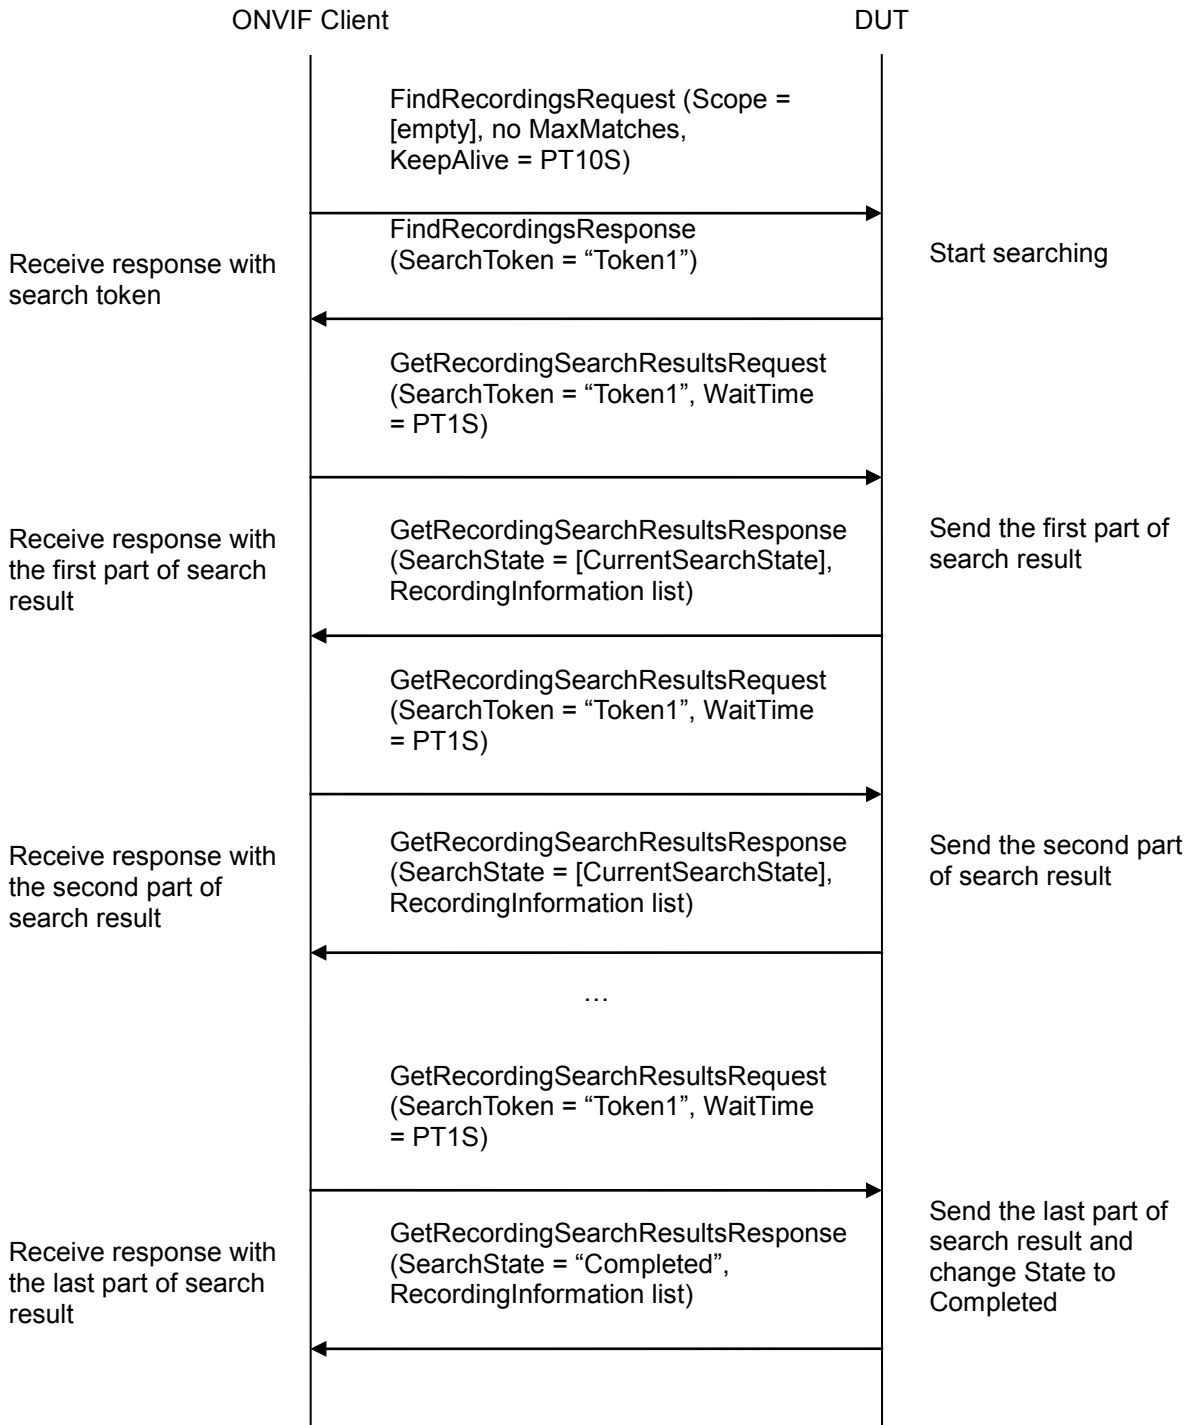 ONVIF Client
DUT
FindRecordingsRequest (Scope =
[empty], no MaxMatches,
KeepAlive = PT10S)
FindRecordingsResponse
(SearchToken = “Token1”)
Start searching
Receive response with
search token
GetRecordingSearchResultsRequest
(SearchToken = “Token1”, WaitTime
= PT1S)
GetRecordingSearchResultsResponse
(SearchState = [CurrentSearchState],
RecordingInformation list)
Send the first part of
search result
Receive response with
the first part of search
result
GetRecordingSearchResultsRequest
(SearchToken = “Token1”, WaitTime
= PT1S)
GetRecordingSearchResultsResponse
(SearchState = [CurrentSearchState],
RecordingInformation list)
Send the second part
of search result
Receive response with
the second part of
search result
…
GetRecordingSearchResultsRequest
(SearchToken = “Token1”, WaitTime
= PT1S)
GetRecordingSearchResultsResponse
(SearchState = “Completed”,
RecordingInformation list)
Send the last part of
search result and
change State to
Completed
Receive response with
the last part of search
result